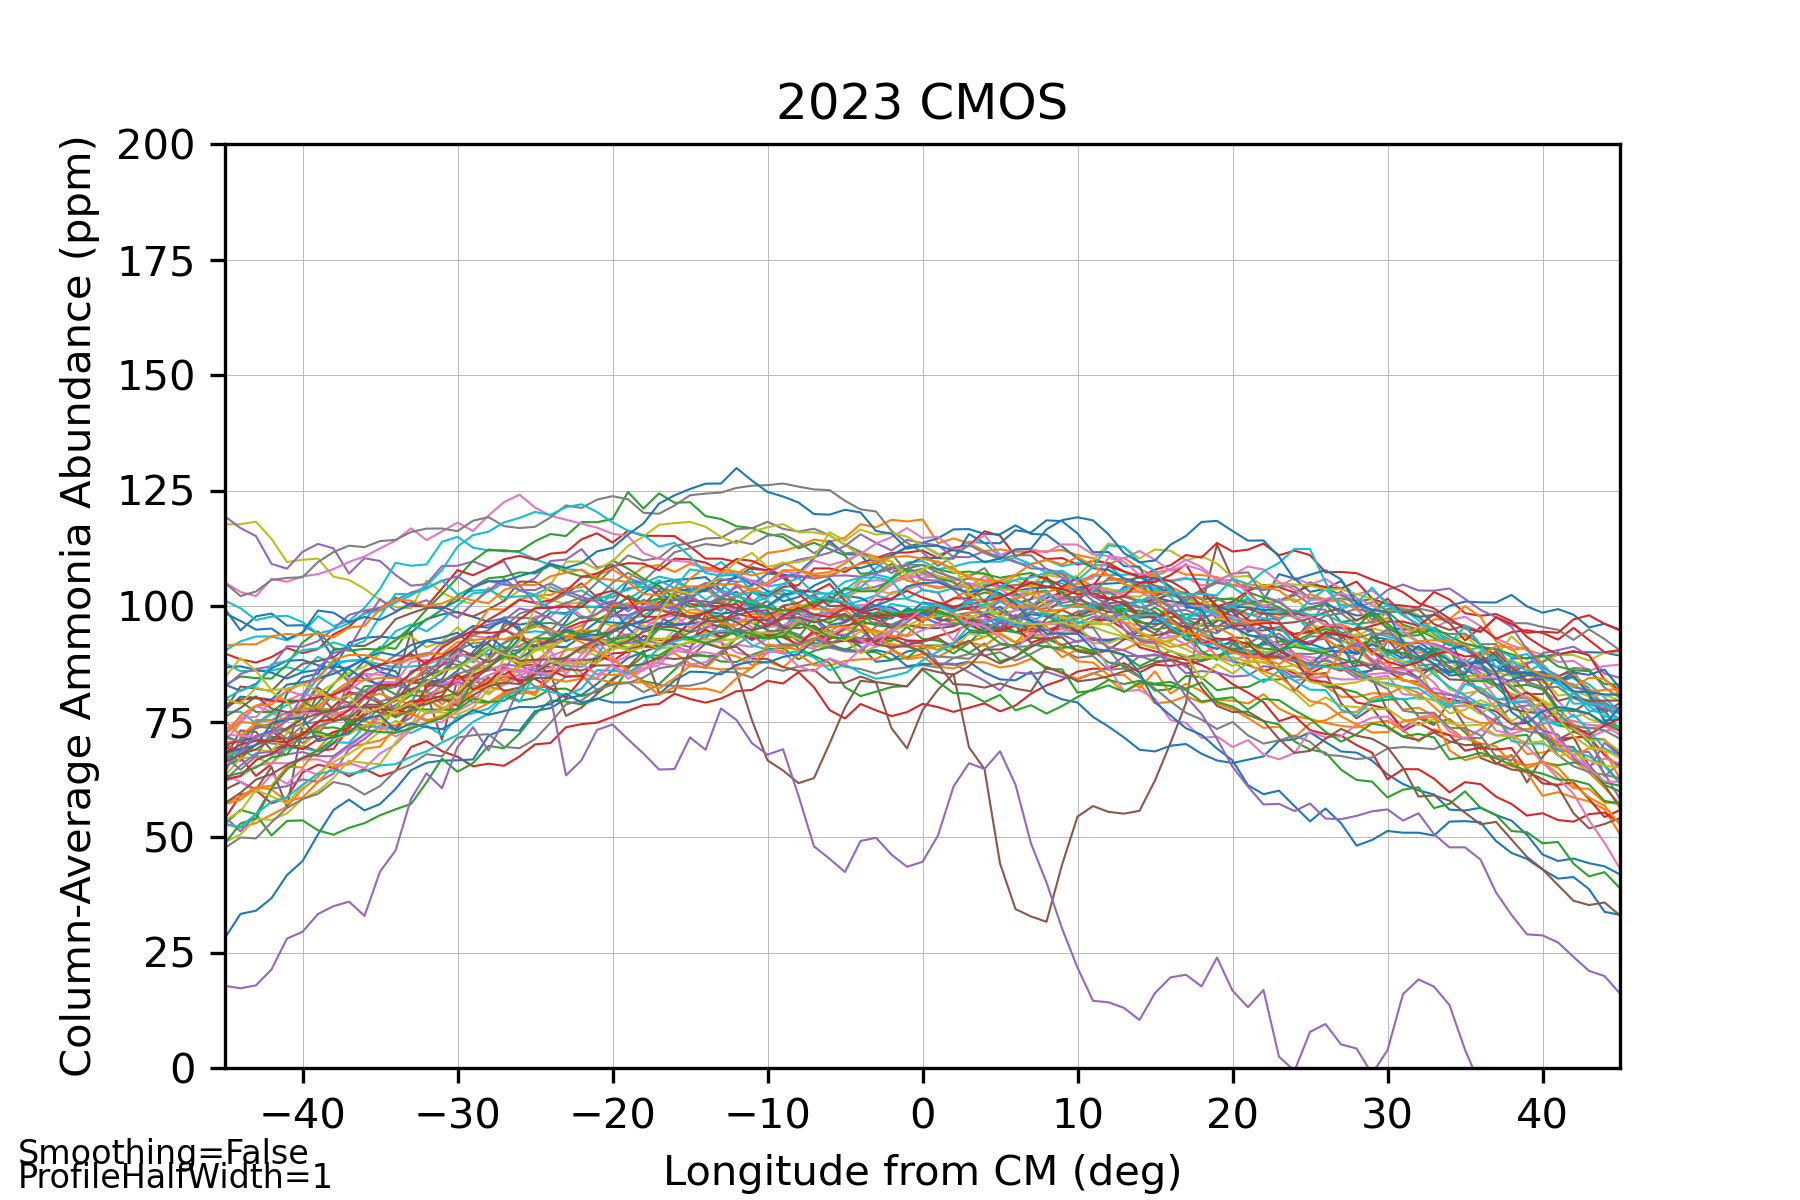 2023 CMOS
Column-Average Ammonia Abundance (ppm)
200
175
150
125
100
75
50
25
0
−40 −30 −20 −10 0 10 20 30 40
Longitude from CM (deg)
Smoothing=False
ProfileHalfWidth=1